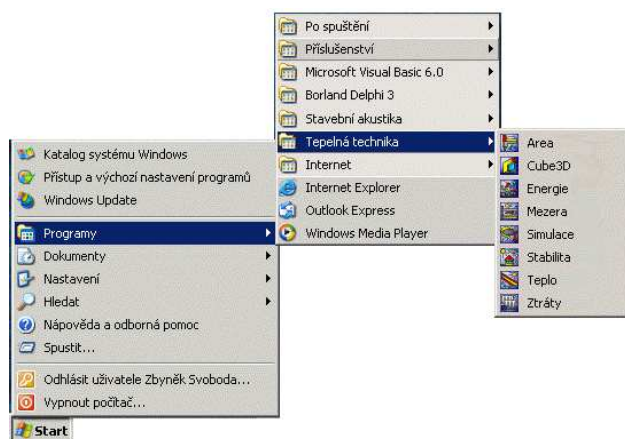 Po spuštění
Příslušenství
Microsoft Visual Basic 6.0
Borland Delphi 3
Stavební akustika
Tepelná technika
Internet
Internet Explorer
Outlook Express
Windows Media Player
Area
Cube3D
Energie
Mezera
Simulace
Stabilita
Teplo
Ztráty
Katalog systému Windows
Přístup a výchozí nastavení programů
Windows Update
Programy
Dokumenty
Nastavení
Hledat
Nápověda a odborná pomoc
Spustit...
Odhlásit uživatele Zbyněk Svoboda...
Vypnout počítač...
Start